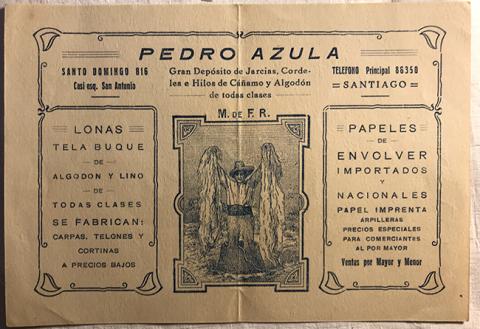 PEDRO AZULA
SANTO DOMINGO 816
Casi esq. San Antonio
Gran Depósito de Jarcias, Corde-
les e Hilos de Cáñamo y Algodón
de todas clases
TELEFONO Principal 86350
SANTIAGO
M. DE F. R.
LONAS
TELA BUQUE
DE
ALGODON Y LINO
DE
TODAS CLASES
SE FABRICAN:
CARPAS, TELONES Y
CORTINAS
A PRECIOS BAJOS
PAPELES
DE
ENVOLVER
IMPORTADOS
Y
NACIONALES
PAPEL IMPRENTA
ARPILLERAS
PRECIOS ESPECIALES
PARA COMERCIANTES
AL POR MAYOR
Ventas por Mayor y Menor